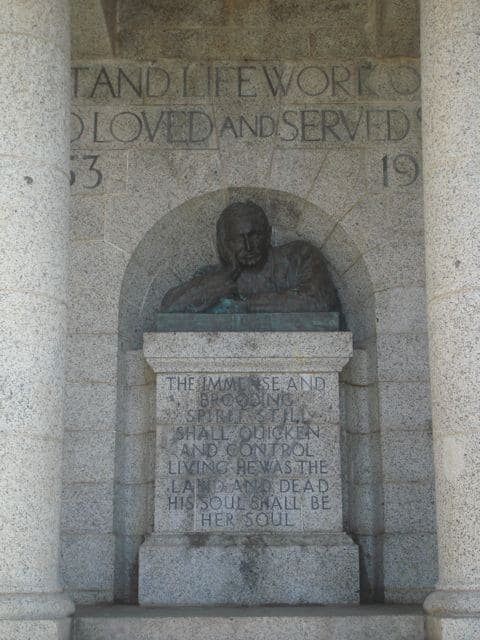 TAND LIFEWORK O
O LOVED AND SERVED S
53 19
THE IMMENSE AND
BROODING
SPIRIT STILL
SHALL QUICKEN
AND CONTROL
LIVING HE WAS THE
LAND AND DEAD
HIS SOUL SHALL BE
HER SOUL